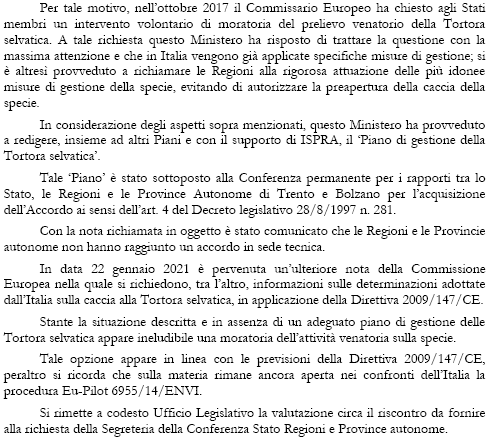 Per tale motivo, nell'ottobre 2017 il Commissario Europeo ha chiesto agli Stati
membri un intervento volontario di moratoria del prelievo venatorio della Tortora
selvatica. A tale richiesta questo Ministero ha risposto di trattare la questione con la
massima attenzione e che in Italia vengono già applicate specifiche misure di gestione; si
è altresì provveduto a richiamare le Regioni alla rigorosa attuazione delle più idonee
misure di gestione della specie, evitando di autorizzare la preapertura della caccia della
specie.
In considerazione degli aspetti sopra menzionati, questo Ministero ha provveduto
a redigere, insieme ad altri Piani e con il supporto di ISPRA, il 'Piano di gestione della
Tortora selvatica'.
Tale 'Piano' è stato sottoposto alla Conferenza permanente per i rapporti tra lo
Stato, le Regioni e le Province Autonome di Trento e Bolzano per l'acquisizione
dell'Accordo ai sensi dell'art. 4 del Decreto legislativo 28/8/1997 n. 281.
Con la nota richiamata in oggetto è stato comunicato che le Regioni e le Provincie
autonome non hanno raggiunto un accordo in sede tecnica.
In data 22 gennaio 2021 è pervenuta un'ulteriore nota della Commissione
Europea nella quale si richiedono, tra l'altro, informazioni sulle determinazioni adottate
dall'Italia sulla caccia alla Tortora selvatica, in applicazione della Direttiva 2009/147/CE.
Stante la situazione descritta e in assenza di un adeguato piano di gestione delle
Tortora selvatica appare ineludibile una moratoria dell'attività venatoria sulla specie.
Tale opzione appare in linea con le previsioni della Direttiva 2009/147/CE,
peraltro si ricorda che sulla materia rimane ancora aperta nei confronti dell'Italia la
procedura Eu-Pilot 6955/14/ENVI.
Si rimette a codesto Ufficio Legislativo la valutazione circa il riscontro da fornire
alla richiesta della Segreteria della Conferenza Stato Regioni e Province autonome.